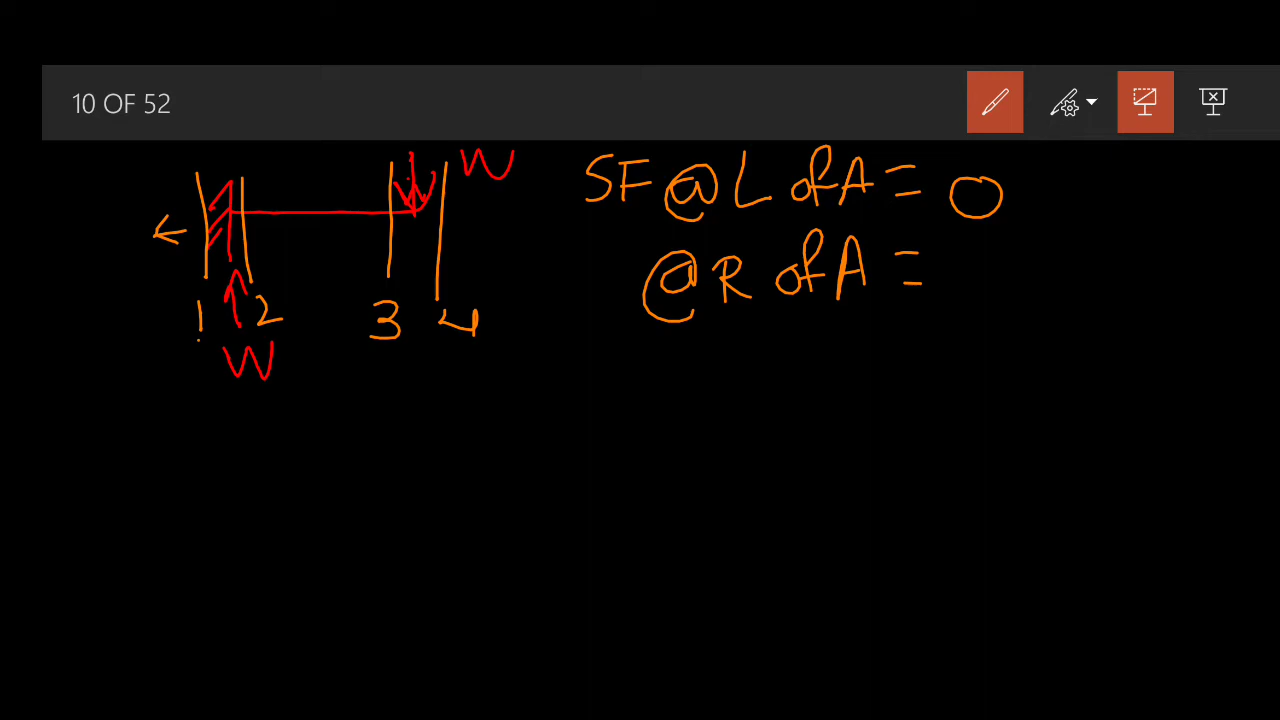 10 OF 52
W
SF @ L of A = 0
@ R of A =
1 2 3 4
W